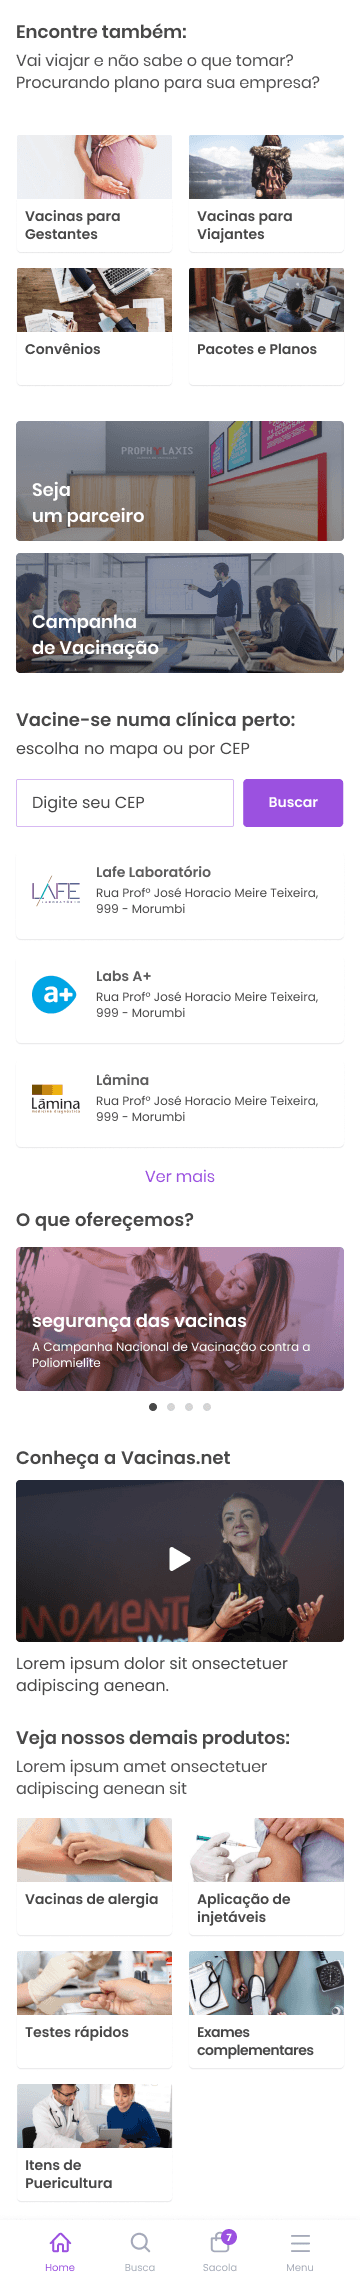 Encontre também:
Vai viajar e não sabe o que tomar?
Procurando plano para sua empresa?
Vacinas para
Gestantes
Vacinas para
Viajantes
Convênios
Pacotes e Planos
PROPHYLAXIS
Seja
um parceiro
Campanha
de Vacinação
Vacine-se numa clínica perto:
escolha no mapa ou por CEP
Digite seu CEP
Buscar
LAFE
LABORATÓRIO
Lafe Laboratório
Rua Profº José Horacio Meire Teixeira,
999 - Morumbi
a+
Labs A+
Rua Profº José Horacio Meire Teixeira,
999 - Morumbi
Lâmina
medicina diagnóstica
Lâmina
Rua Profº José Horacio Meire Teixeira,
999 - Morumbi
Ver mais
O que ofereçemos?
segurança das vacinas
A Campanha Nacional de Vacinação contra a
Poliomielite
Conheça a Vacinas.net
MOMENT
Wom
Lorem ipsum dolor sit onsectetuer
adipiscing aenean.
Veja nossos demais produtos:
Lorem ipsum amet onsectetuer
adipiscing aenean sit
Vacinas de alergia
Aplicação de
injetáveis
Testes rápidos
Exames
complementares
Itens de
Puericultura
7
Home
Busca
Sacola
Menu